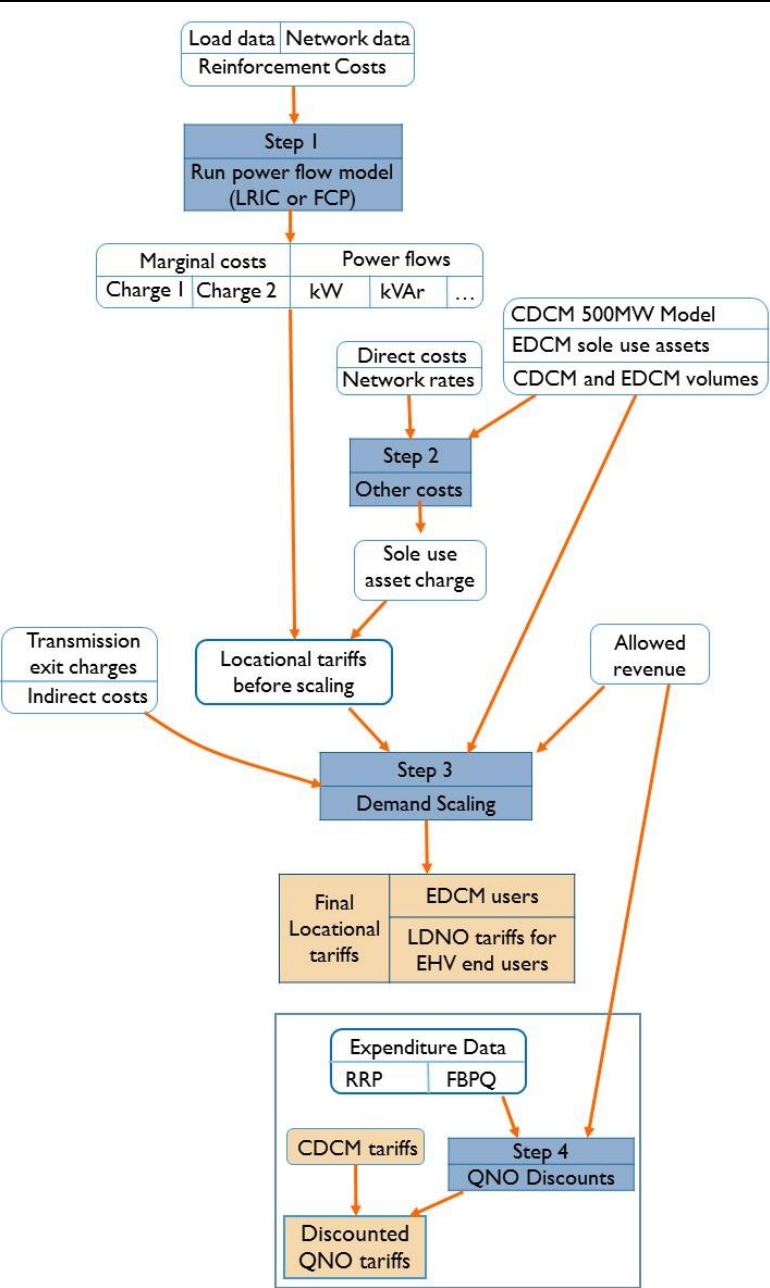 Load data Network data
Reinforcement Costs
Step 1
Run power flow model
(LRIC or FCP)
Marginal costs Power flows
Charge 1 Charge 2 kW kVAr ...
CDCM 500MW Model
EDCM sole use assets
CDCM and EDCM volumes
Direct costs
Network rates
Step 2
Other costs
Sole use
asset charge
Transmission
exit charges
Indirect costs
Locational tariffs
before scaling
Allowed
revenue
Step 3
Demand Scaling
Final
Locational
tariffs
EDCM users
LDNO tariffs for
EHV end users
Expenditure Data
RRP FBPQ
CDCM tariffs
Step 4
QNO Discounts
Discounted
QNO tariffs